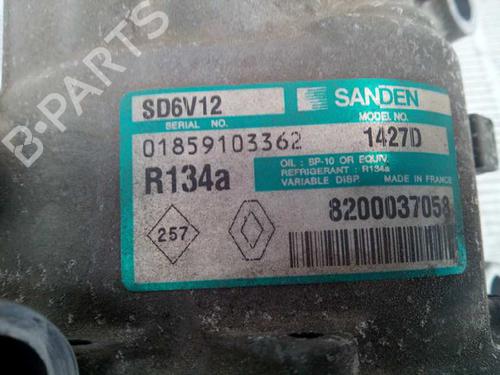 SD6V12
SANDEN
SERIAL NO.
MODEL NO.
01859103362
1427D
R134a
OIL : SP-10 OR EQUIV.
REFRIGERANT : R134a
VARIABLE DISP. MADE IN FRANCE
257
8200037058
B-PARTS